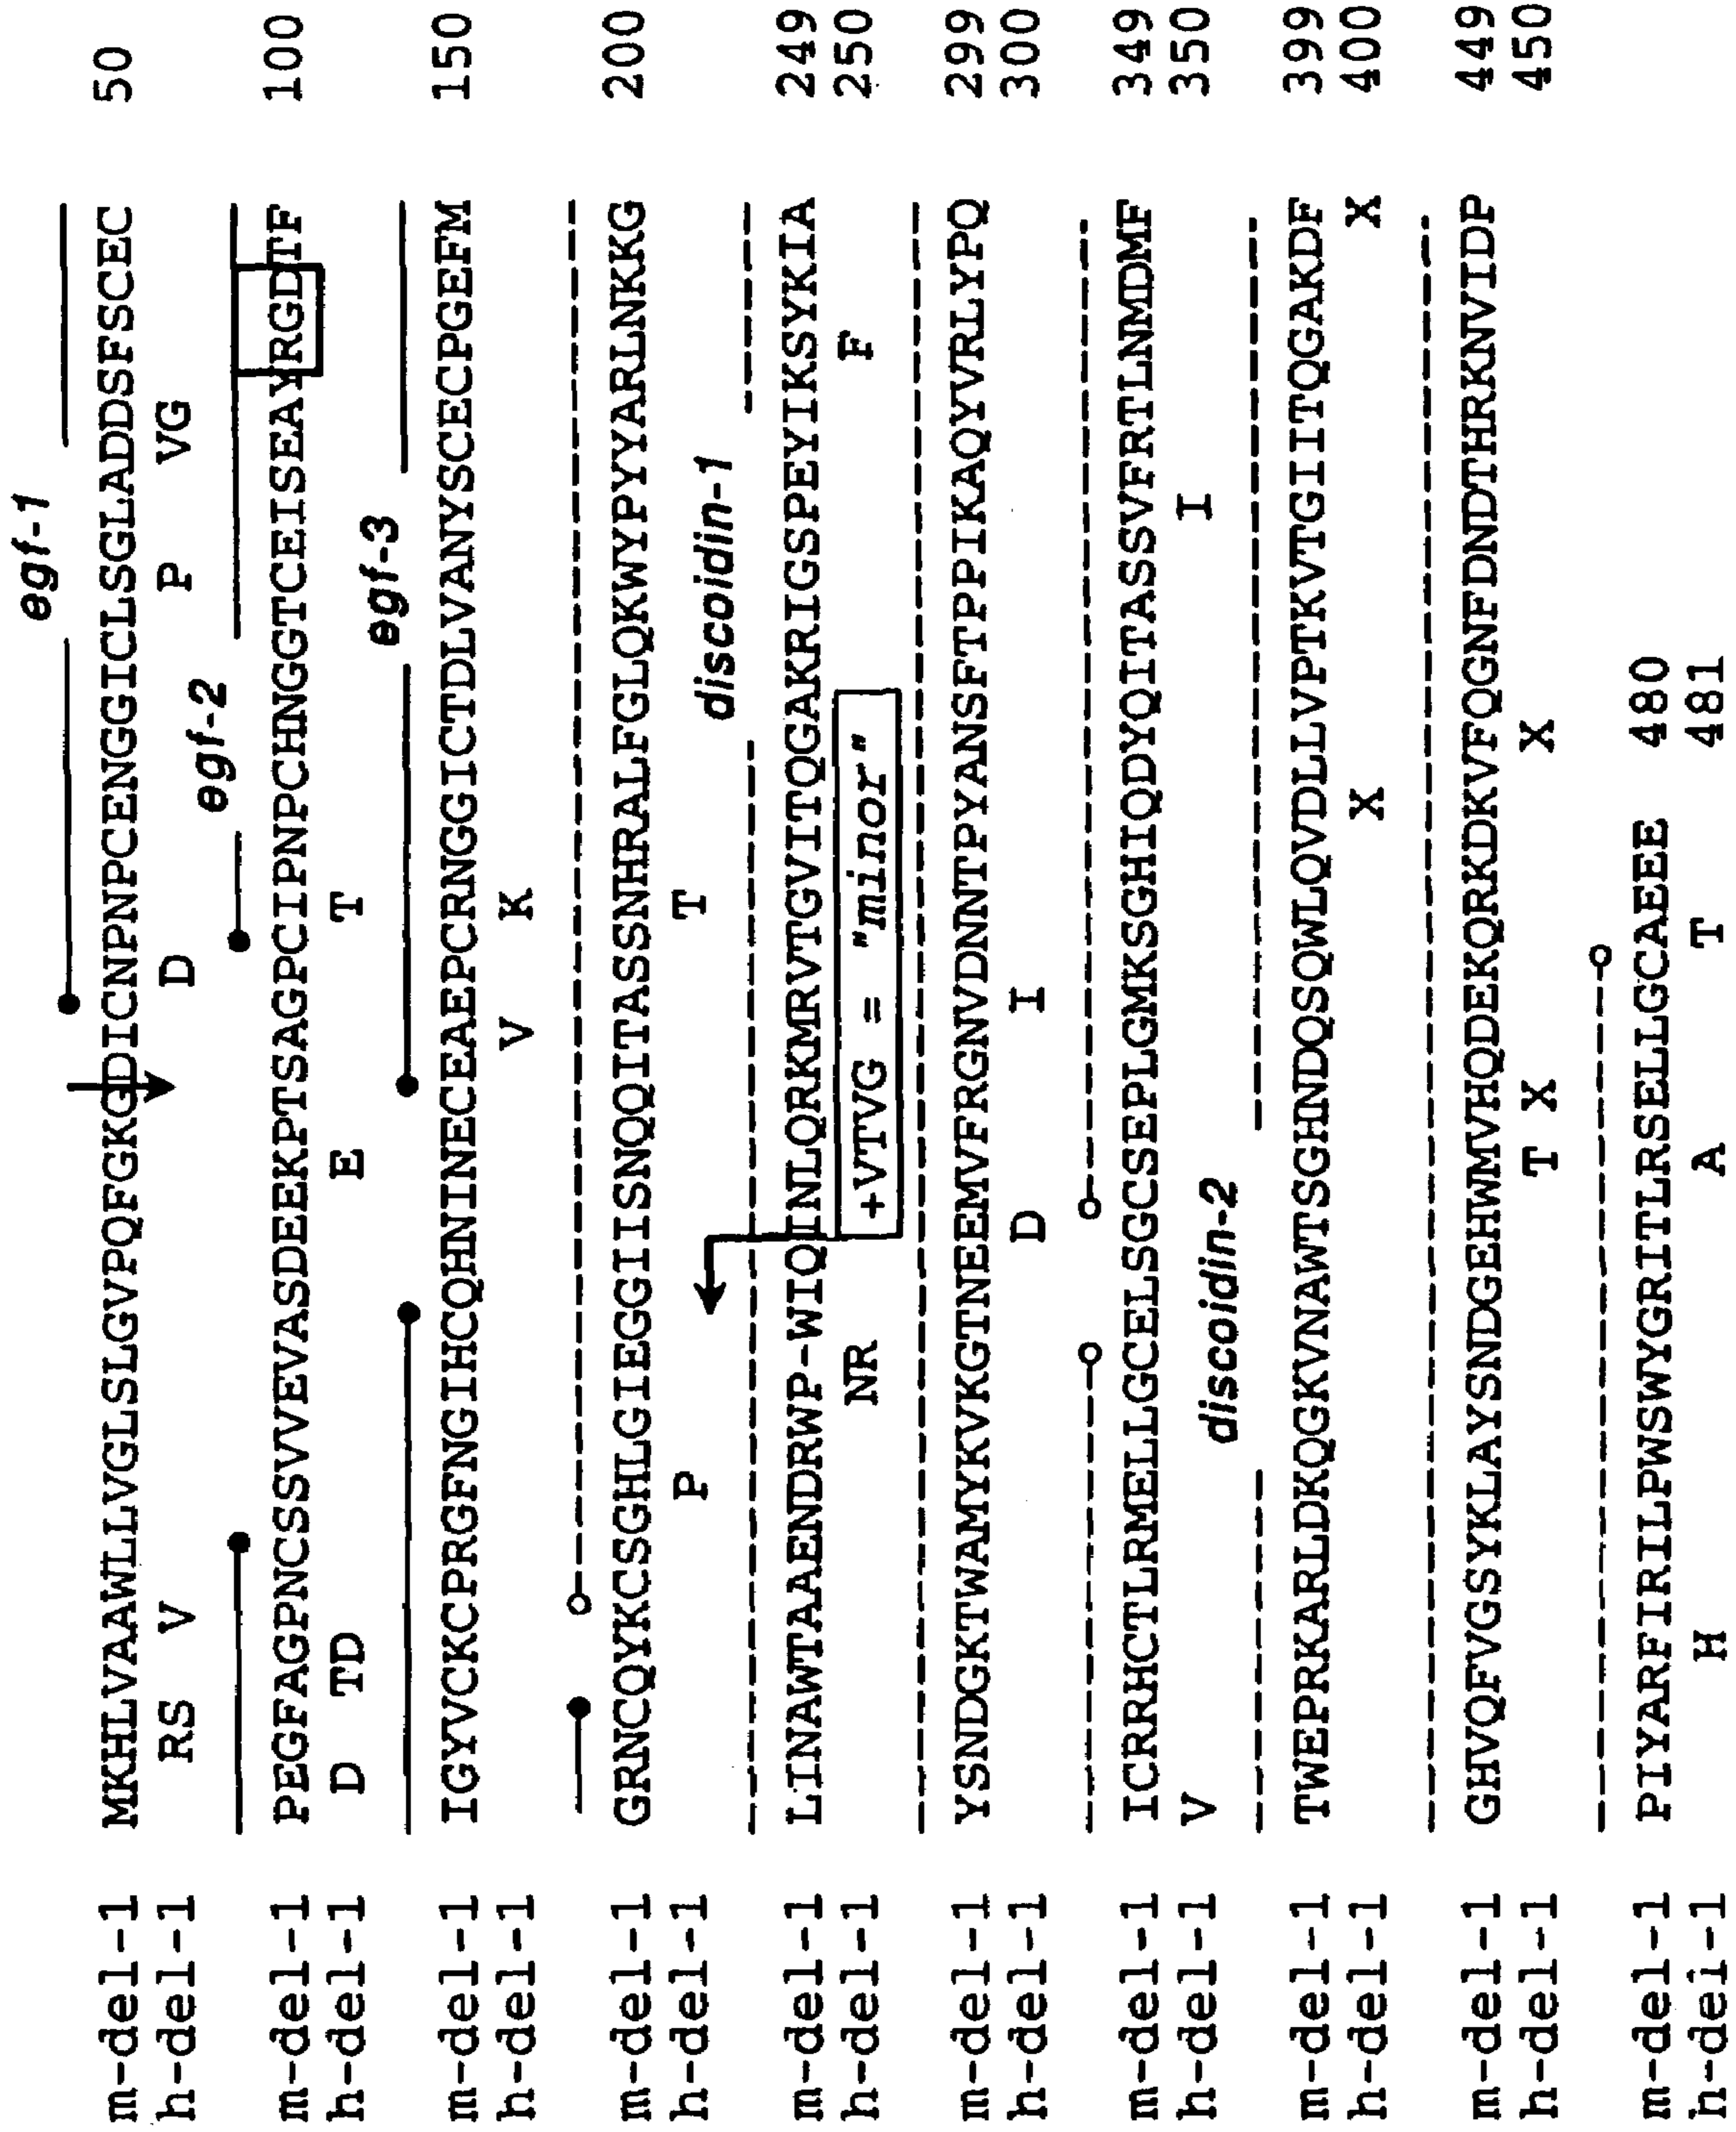 egf-1
m-del-1 MKHLVAAWLLVGLSLGVPQFGKGDICNPNPCENGGICLSGLADDSFSCEC 50
h-del-1 RS V D P VG
egf-2
m-del-1 PEGFAGPNCSSVVEVASDEEKPTSAGPCIPNPCHNGGTCEISEAYRGDTF 100
h-del-1 D TD E T
egf-3
m-del-1 IGYVCKCPRGFNGIHCQHNINECEAEPCRNGGICTDLVANYSCECPGEFM 150
h-del-1 V K
m-del-1 GRNCQYKCSGHLGIEGGIISNQQITASSNHRALFGLQKWYPYYARLNKKG 200
h-del-1 P T
discoidin-1
m-del-1 LINAWTAAENDRWP-WIQINLQRKMRVTGVITQGAKRIGSPEYIKSYKIA 249
h-del-1 NR +VTVG = "minor" F 250
m-del-1 YSNDGKTWAMYKVKGTNEEMVFRGNVDNNTPYANSFTPPIKAQYVRLYPQ 299
h-del-1 D I 300
m-del-1 ICRRHCTLRMELLGCELSGCSEPLGMKSGHIQDYQITASSVFRTLNMDMF 349
h-del-1 V I 350
discoidin-2
m-del-1 TWEPRKARLDKQGKVNAWTSGHNDQSQWLQVDLLVPTKVTGIITQGAKDF 399
h-del-1 X X 400
m-del-1 GHVQFVGSYKLAYSNDGEHWMVHQDEKQRKDKVFQGNFDNDTHRKNVIDP 449
h-del-1 T X X 450
m-del-1 PIYARFIRILPWSWYGRITLRSELLGCAEEE 480
h-del-1 H A T 481